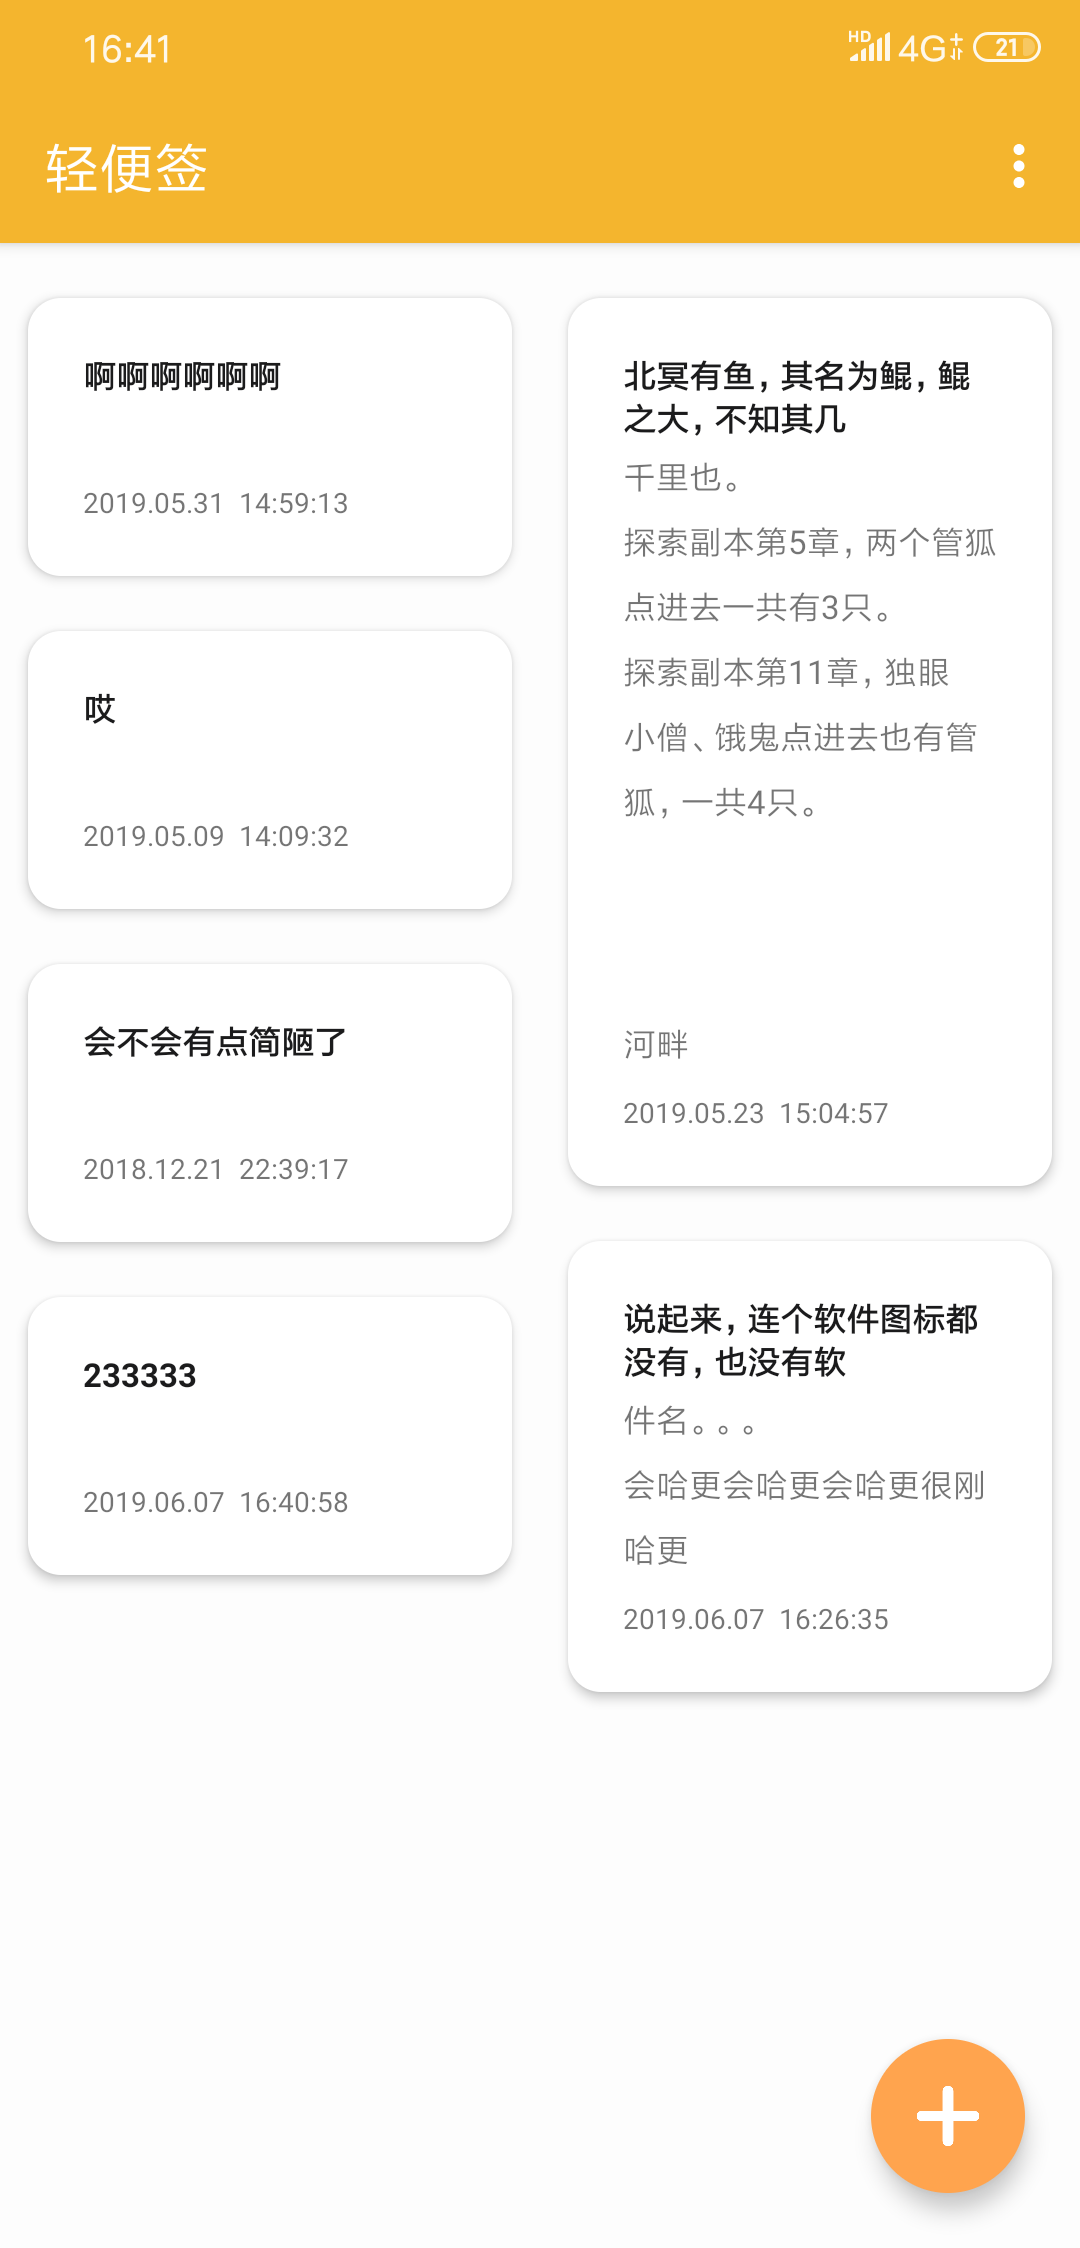 16:41
HD 4G+ 21
轻便签
啊啊啊啊啊啊
2019.05.31 14:59:13
哎
2019.05.09 14:09:32
会不会有点简陋了
2018.12.21 22:39:17
233333
2019.06.07 16:40:58
北冥有鱼，其名为鲲，鲲
之大，不知其几
千里也。
探索副本第5章，两个管狐
点进去一共有3只。
探索副本第11章，独眼
小僧、饿鬼点进去也有管
狐，一共4只。
河畔
2019.05.23 15:04:57
说起来，连个软件图标都
没有，也没有软
件名。。。
会哈更会哈更会哈更很刚
哈更
2019.06.07 16:26:35